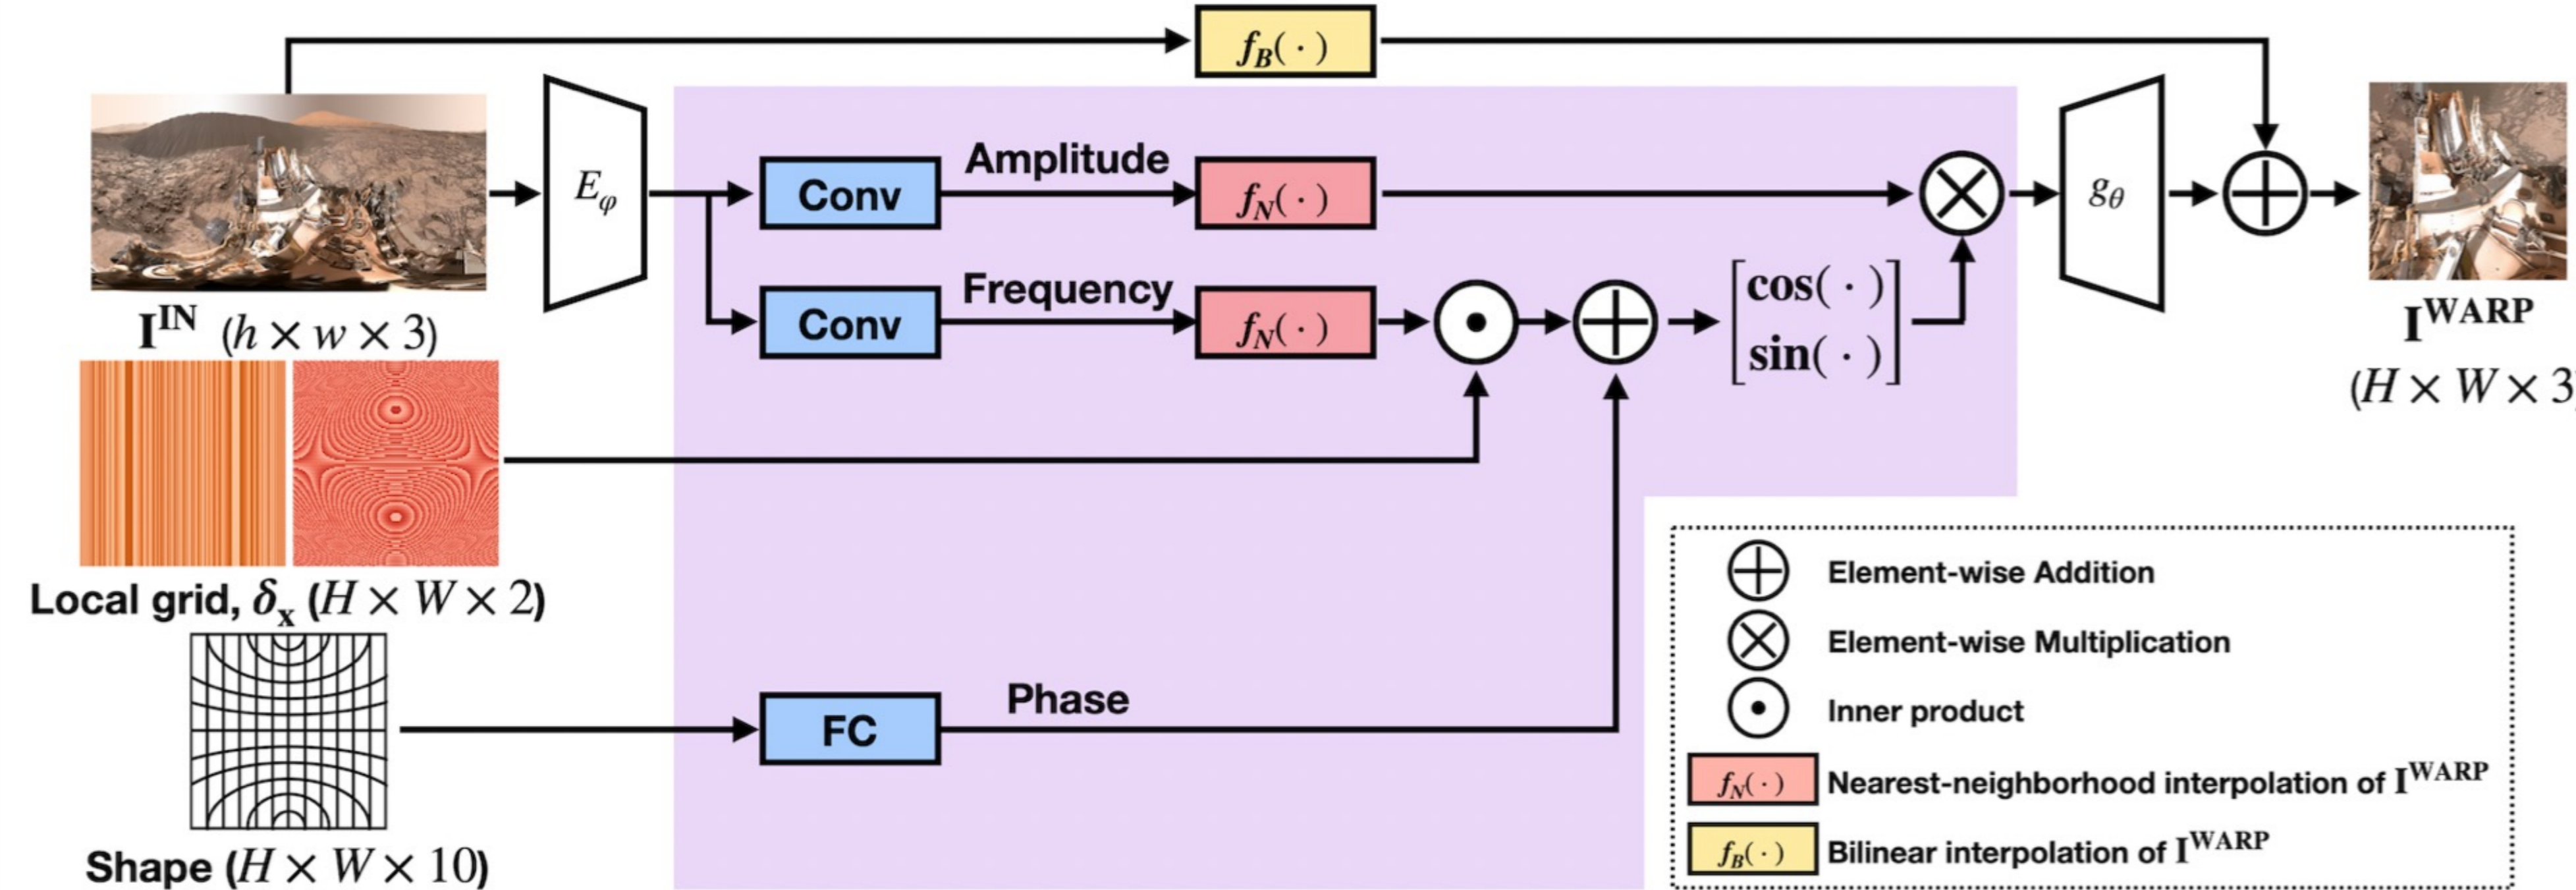 f_B( · )
E_φ
Conv
Amplitude
f_N( · )
g_θ
Conv
Frequency
f_N( · )
cos( · )
sin( · )
I^IN (h × w × 3)
I^WARP
(H × W × 3)
Local grid, δ_x (H × W × 2)
FC
Phase
Shape (H × W × 10)
Element-wise Addition
Element-wise Multiplication
Inner product
f_N( · ) Nearest-neighborhood interpolation of I^WARP
f_B( · ) Bilinear interpolation of I^WARP